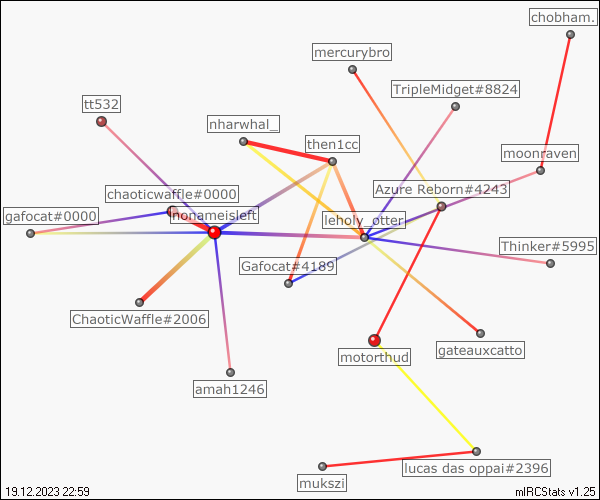 chobham.
mercurybro
TripleMidget#8824
tt532
nharwhal_
then1cc
moonraven
Azure Reborn#4243
chaoticwaffle#0000
gafocat#0000
nonameisleft
leholy_otter
Thinker#5995
Gafocat#4189
ChaoticWaffle#2006
gateauxcatto
motorthud
amah1246
lucas das oppai#2396
mukszi
19.12.2023 22:59
mIRCStats v1.25